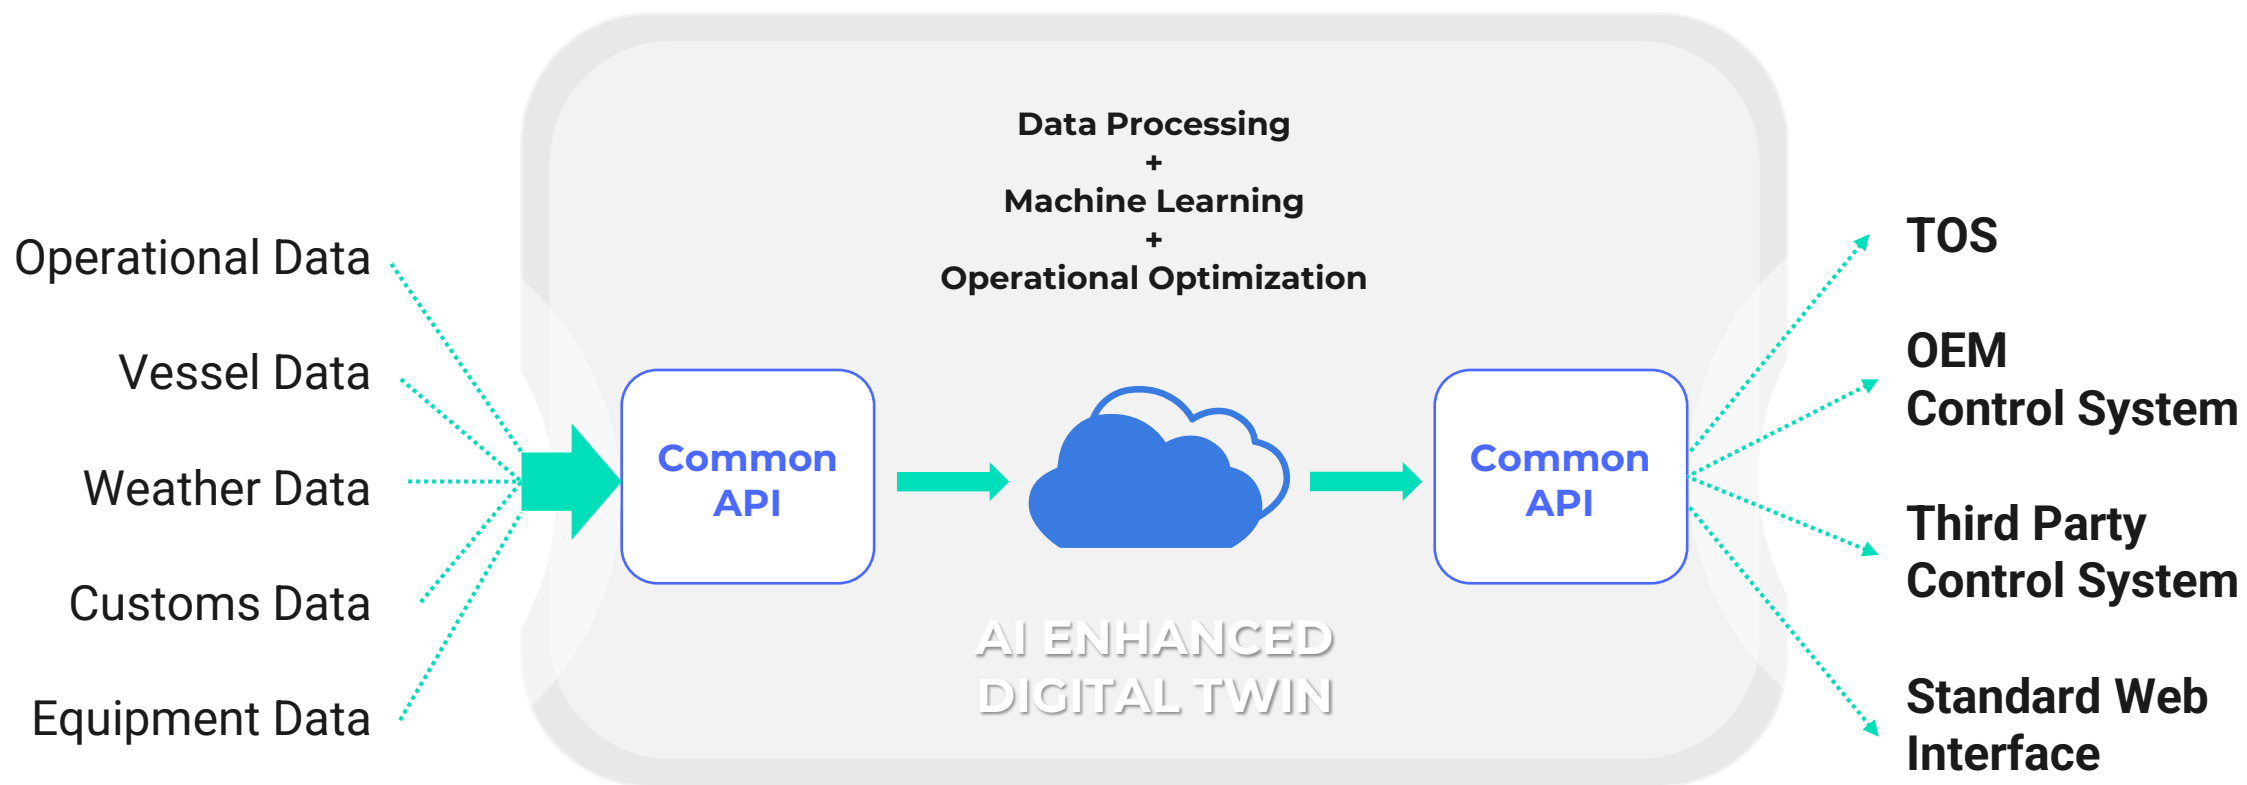 Operational Data
Vessel Data
Weather Data
Customs Data
Equipment Data
Data Processing
+
Machine Learning
+
Operational Optimization
Common
API
Common
API
AI ENHANCED
DIGITAL TWIN
TOS
OEM
Control System
Third Party
Control System
Standard Web
Interface